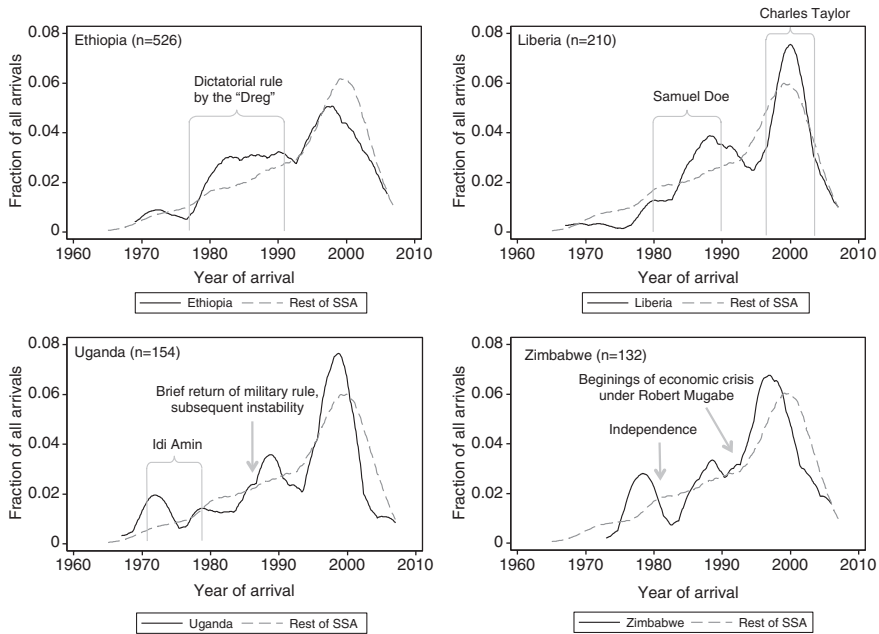 Ethiopia (n=526)
Dictatorial rule
by the “Dreg”
Fraction of all arrivals
0.08
0.06
0.04
0.02
0
1960 1970 1980 1990 2000 2010
Year of arrival
Ethiopia Rest of SSA
Charles Taylor
Liberia (n=210)
Samuel Doe
Fraction of all arrivals
0.08
0.06
0.04
0.02
0
1960 1970 1980 1990 2000 2010
Year of arrival
Liberia Rest of SSA
Uganda (n=154)
Brief return of military rule,
subsequent instability
Idi Amin
Fraction of all arrivals
0.08
0.06
0.04
0.02
0
1960 1970 1980 1990 2000 2010
Year of arrival
Uganda Rest of SSA
Zimbabwe (n=132)
Beginings of economic crisis
under Robert Mugabe
Independence
Fraction of all arrivals
0.08
0.06
0.04
0.02
0
1960 1970 1980 1990 2000 2010
Year of arrival
Zimbabwe Rest of SSA